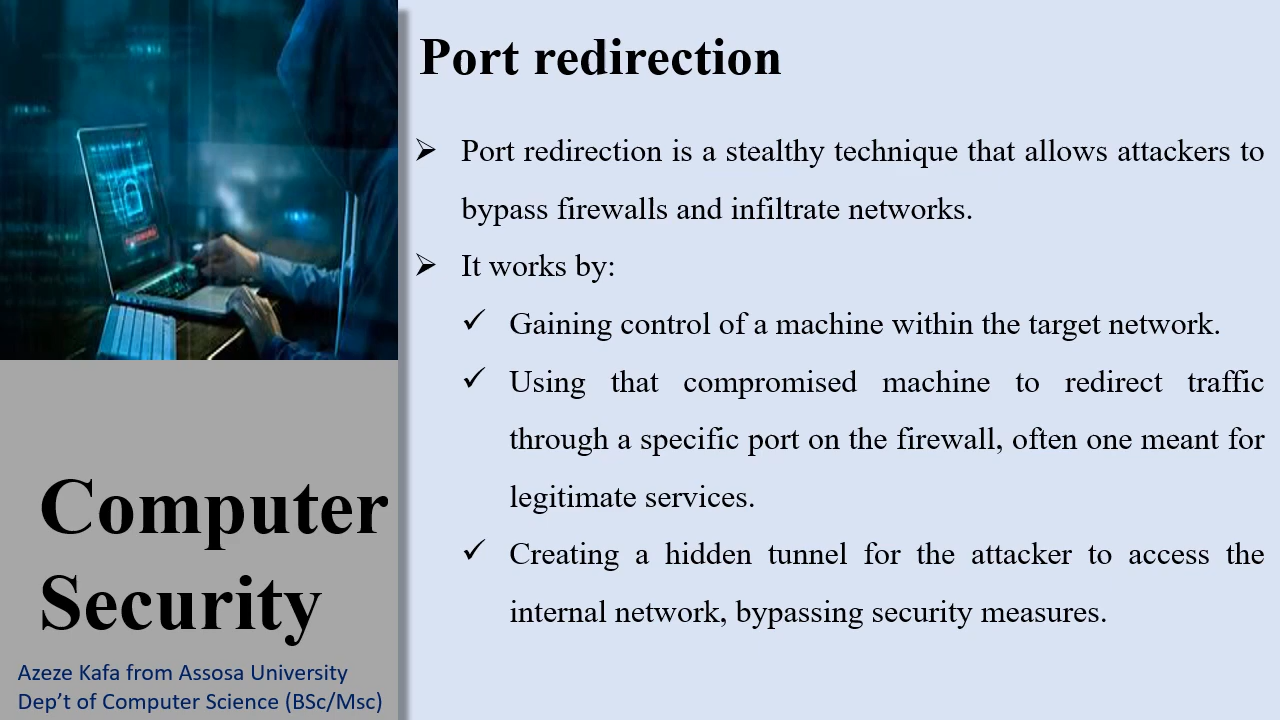 Port redirection
➢ Port redirection is a stealthy technique that allows attackers to
bypass firewalls and infiltrate networks.
➢ It works by:
✓ Gaining control of a machine within the target network.
✓ Using that compromised machine to redirect traffic
through a specific port on the firewall, often one meant for
legitimate services.
✓ Creating a hidden tunnel for the attacker to access the
internal network, bypassing security measures.
Computer
Security
Azeze Kafa from Assosa University
Dep’t of Computer Science (BSc/Msc)